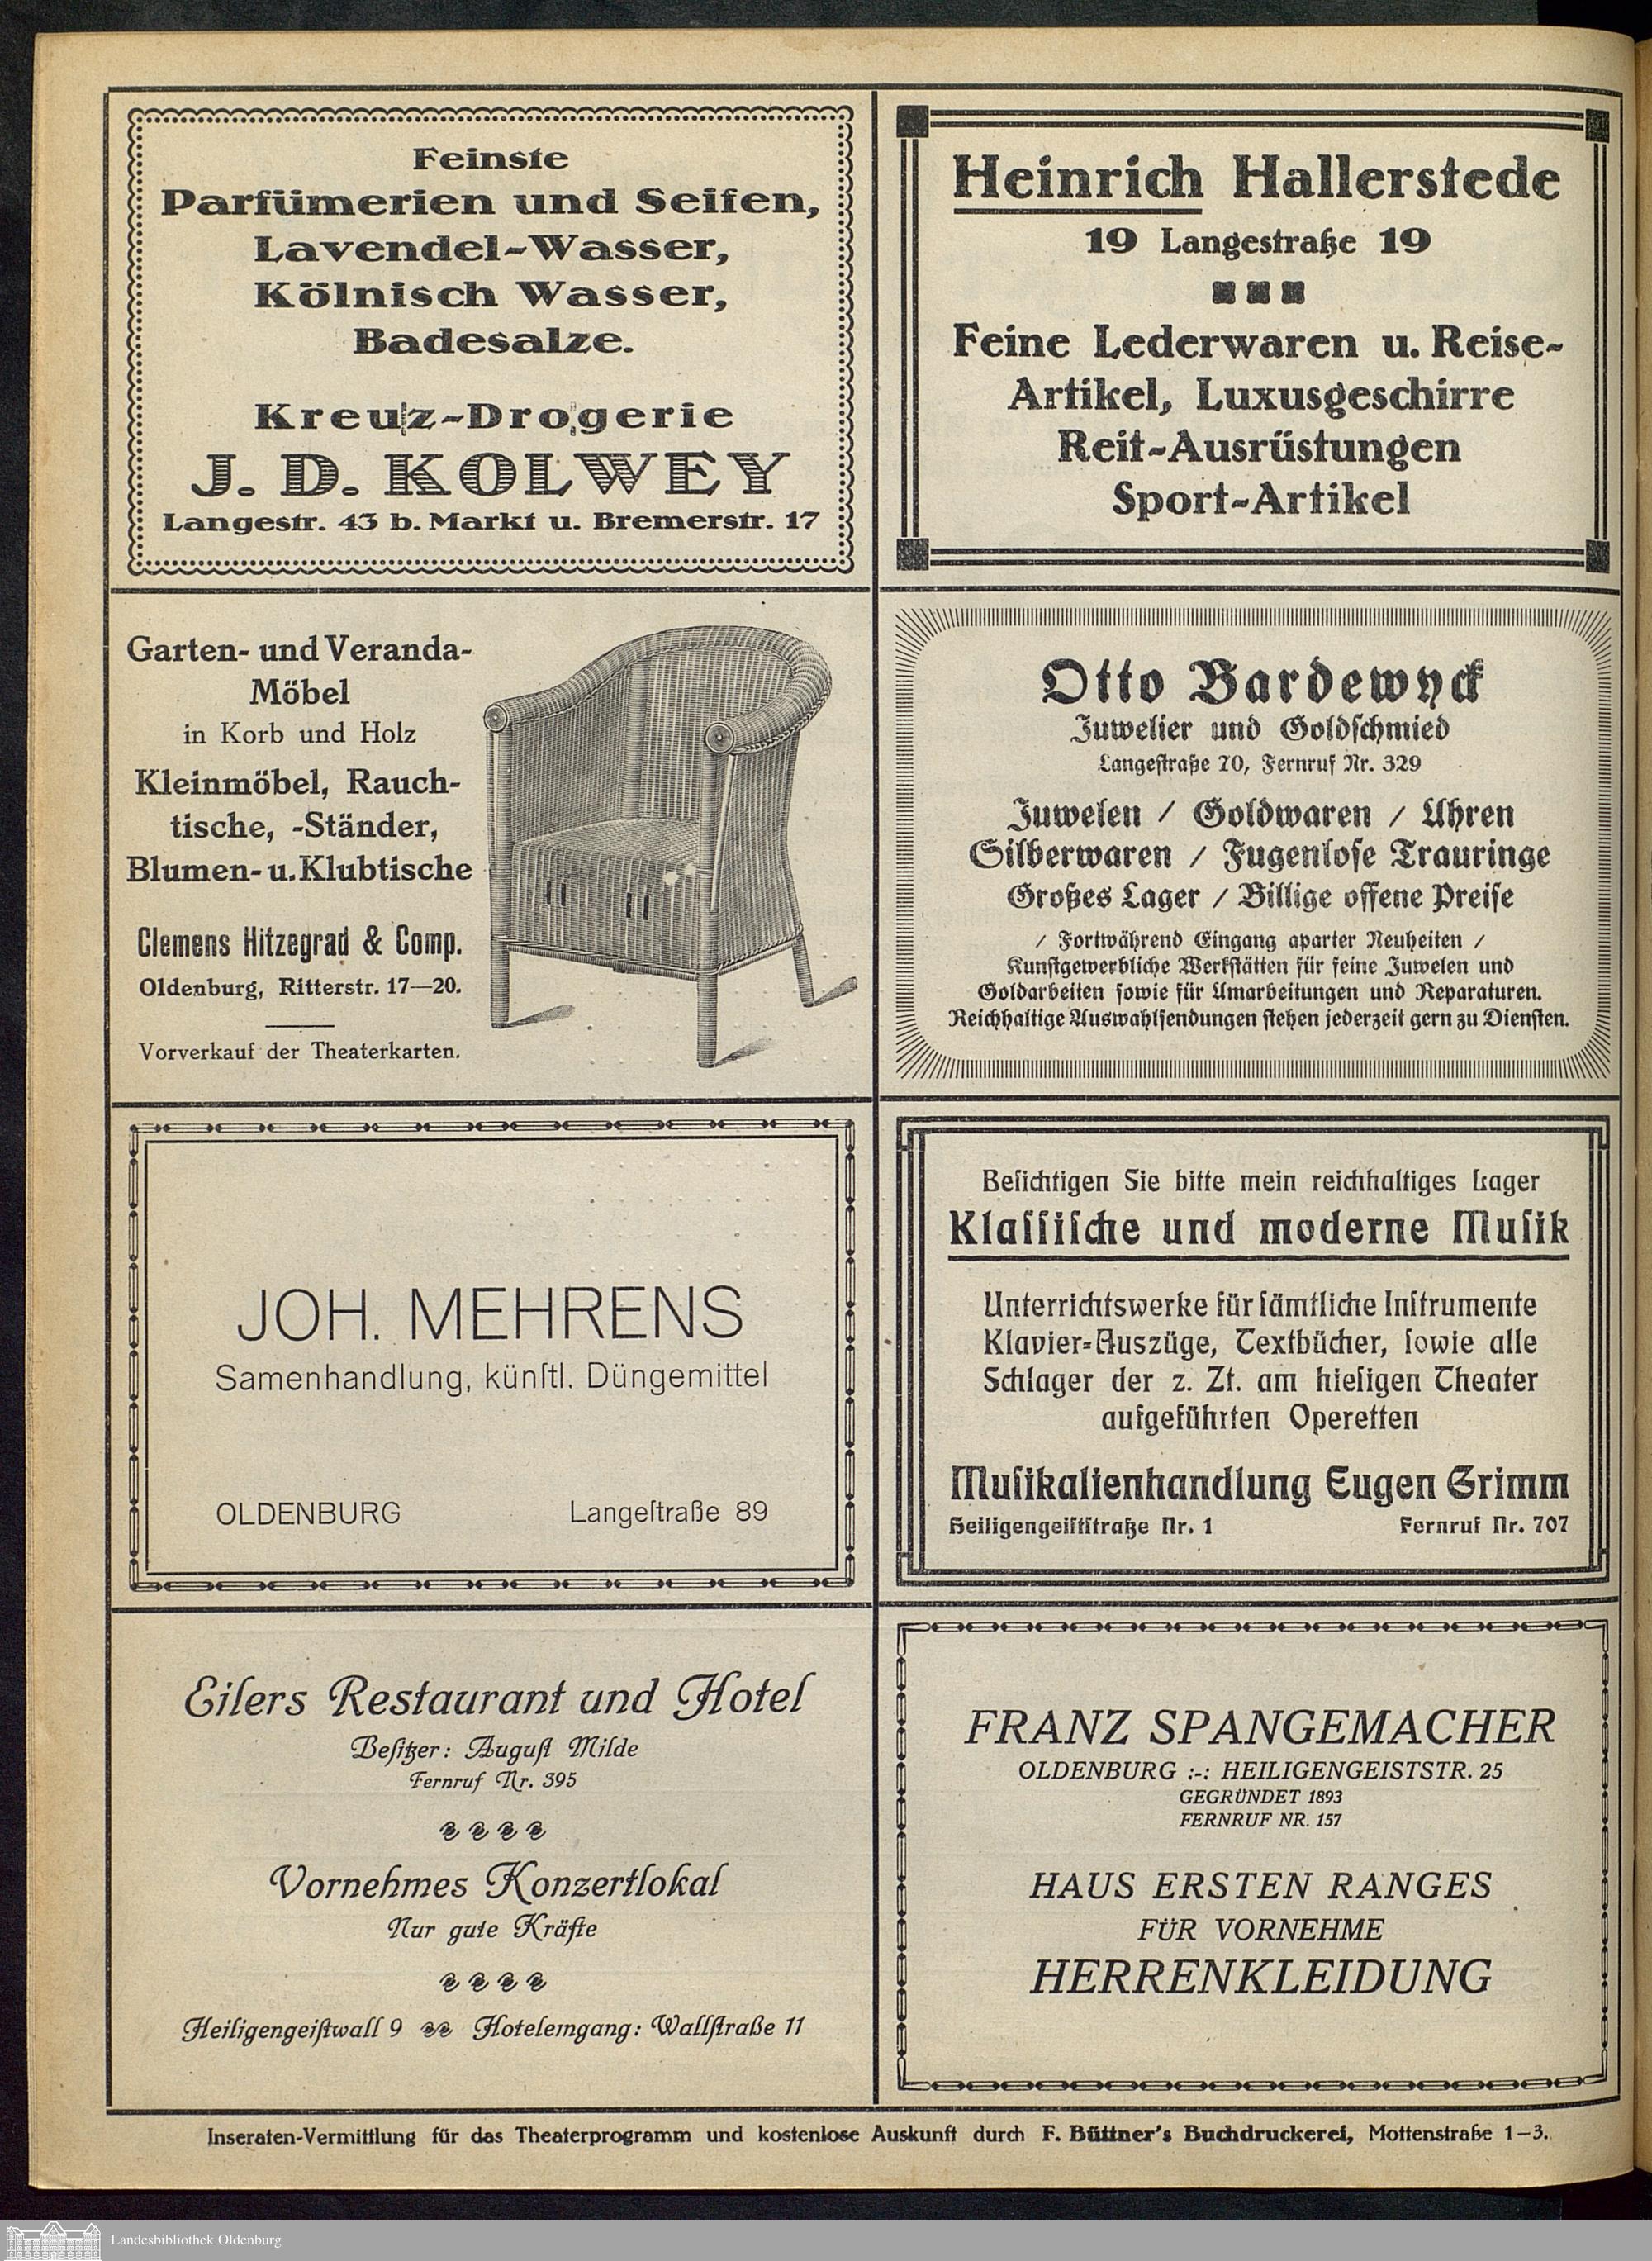 Feinste
Parfümerien und Seifen,
Lavendel-Wasser,
Kölnisch Wasser,
Badesalze.
Kreuz-Drogerie
J. D. KOLWEY
Langestr. 43 b. Markt u. Bremerstr. 17
Heinrich Hallerstede
19 Langestraße 19
Feine Lederwaren u. Reise-
Artikel, Luxusgeschirre
Reit-Ausrüstungen
Sport-Artikel
Garten- und Veranda-
Möbel
in Korb und Holz
Kleinmöbel, Rauch-
tische, -Ständer,
Blumen- u. Klubtische
Clemens Hitzegrad & Comp.
Oldenburg, Ritterstr. 17—20.
Vorverkauf der Theaterkarten.
Otto Bardewyck
Juwelier und Goldſchmied
Langeſtraße 70, Fernruf Nr. 329
Juwelen / Goldwaren / Uhren
Silberwaren / Fugenloſe Trauringe
Großes Lager / Billige offene Preiſe
/ Fortwährend Eingang aparter Neuheiten /
Kunſtgewerbliche Werkſtätten für feine Juwelen und
Goldarbeiten ſowie für Umarbeitungen und Reparaturen.
Reichhaltige Auswahlſendungen ſtehen jederzeit gern zu Dienſten.
JOH. MEHRENS
Samenhandlung, künſtl. Düngemittel
OLDENBURG Langeſtraße 89
Beſichtigen Sie bitte mein reichhaltiges Lager
Klaſſiſche und moderne Muſik
Unterrichtswerke für ſämtliche Inſtrumente
Klavier-Auszüge, Textbücher, ſowie alle
Schlager der z. Zt. am hieſigen Theater
aufgeführten Operetten
Muſikalienhandlung Eugen Grimm
Heiligengeiſtſtraße Nr. 1 Fernruf Nr. 707
Eilers Restaurant und Hotel
Beſitzer: Auguſt Milde
Fernruf Nr. 395
Vornehmes Konzertlokal
Nur gute Kräfte
Heiligengeiſtwall 9 Hoteleingang: Wallſtraße 11
FRANZ SPANGEMACHER
OLDENBURG :-: HEILIGENGEISTSTR. 25
GEGRÜNDET 1893
FERNRUF NR. 157
HAUS ERSTEN RANGES
FÜR VORNEHME
HERRENKLEIDUNG
Inseraten-Vermittlung für das Theaterprogramm und kostenlose Auskunft durch F. Büttner's Buchdruckerei, Mottenstraße 1—3.
Landesbibliothek Oldenburg